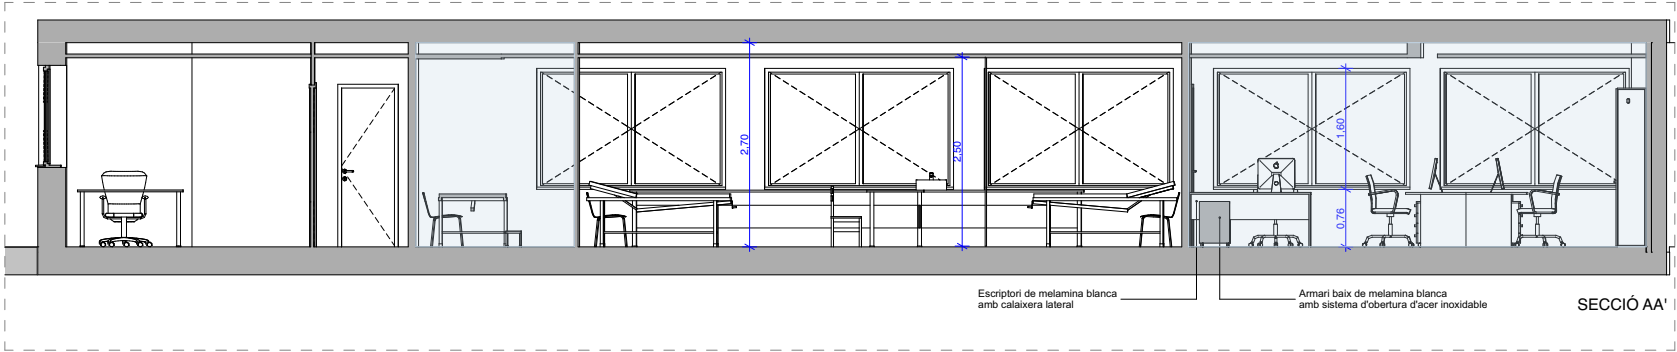 2,70
2,50
1,60
0,76
Escriptori de melamina blanca
amb calaixera lateral
Armari baix de melamina blanca
amb sistema d'obertura d'acer inoxidable
SECCIÓ AA'